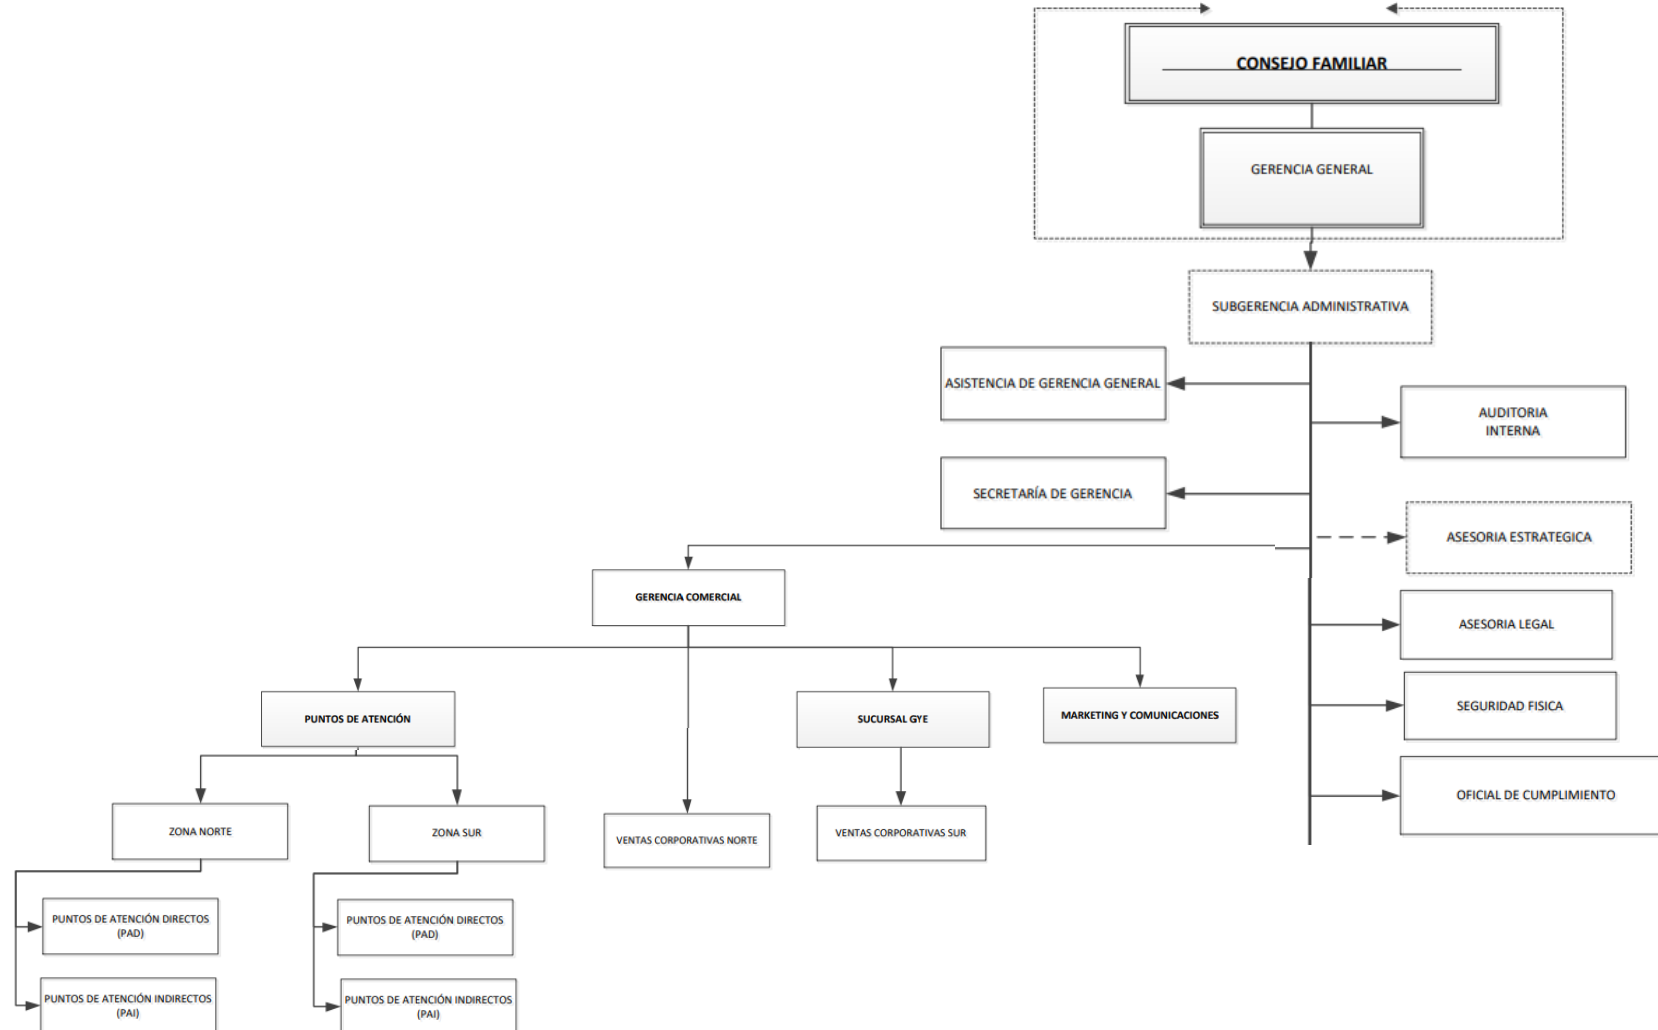 CONSEJO FAMILIAR
GERENCIA GENERAL
SUBGERENCIA ADMINISTRATIVA
ASISTENCIA DE GERENCIA GENERAL
AUDITORIA
INTERNA
SECRETARÍA DE GERENCIA
ASESORIA ESTRATEGICA
GERENCIA COMERCIAL
ASESORIA LEGAL
SEGURIDAD FISICA
PUNTOS DE ATENCIÓN
SUCURSAL GYE
MARKETING Y COMUNICACIONES
OFICIAL DE CUMPLIMIENTO
ZONA NORTE
ZONA SUR
VENTAS CORPORATIVAS NORTE
VENTAS CORPORATIVAS SUR
PUNTOS DE ATENCIÓN DIRECTOS
(PAD)
PUNTOS DE ATENCIÓN DIRECTOS
(PAD)
PUNTOS DE ATENCIÓN INDIRECTOS
(PAI)
PUNTOS DE ATENCIÓN INDIRECTOS
(PAI)